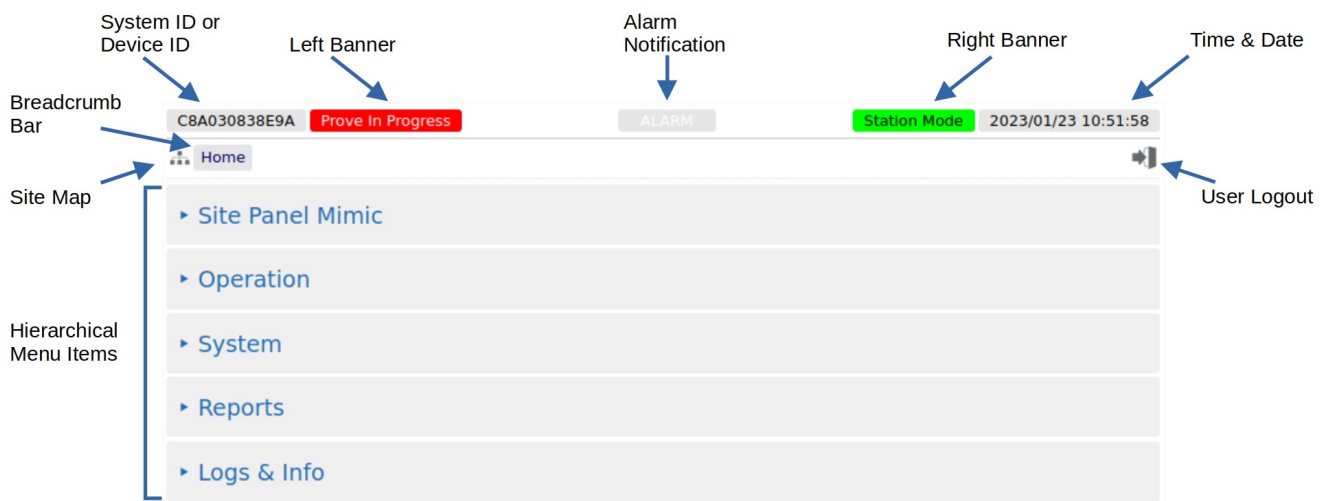 System ID or
Device ID
Left Banner
Alarm
Notification
Right Banner
Time & Date
Breadcrumb
Bar
C8A030838E9A
Prove In Progress
ALARM
Station Mode
2023/01/23 10:51:58
Home
Site Map
User Logout
Site Panel Mimic
Operation
Hierarchical
Menu Items
System
Reports
Logs & Info